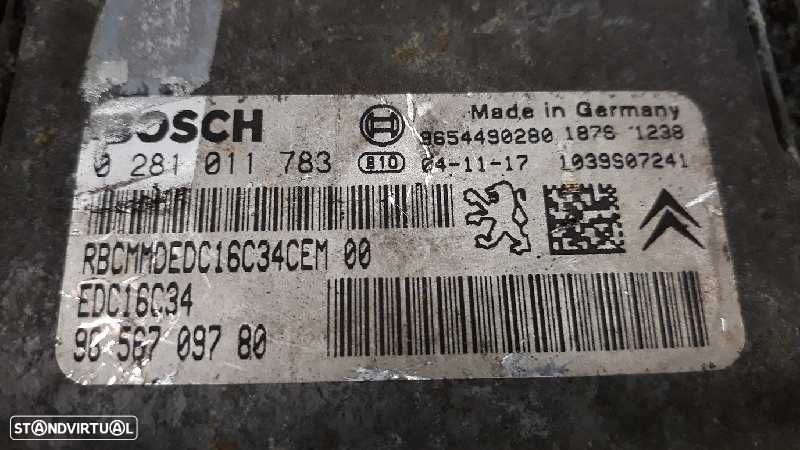 BOSCH
Made in Germany
9654490280 1876 1238
0 281 011 783 810 04-11-17 1039S07241
RBCMMDEDC16C34CEM 00
EDC16C34
96 567 097 80
STANDVIRTUAL